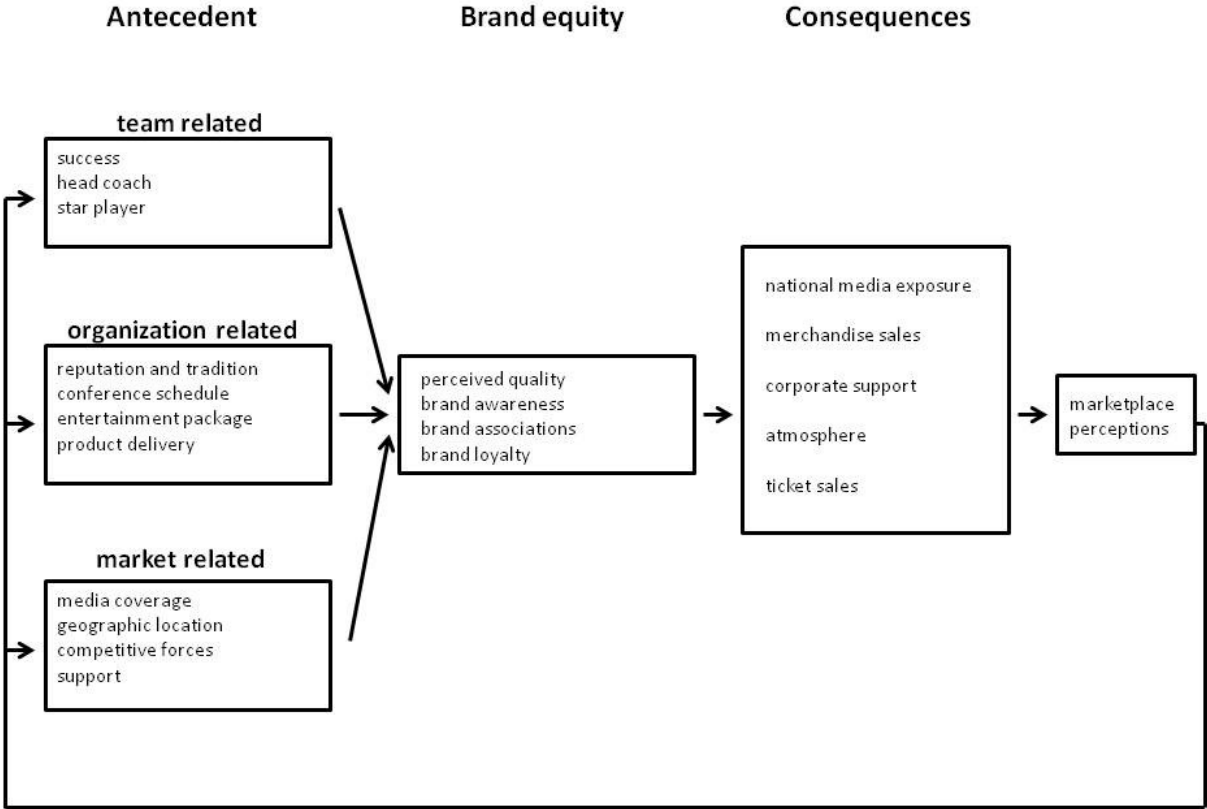 Antecedent
Brand equity
Consequences
team related
success
head coach
star player
organization related
reputation and tradition
conference schedule
entertainment package
product delivery
market related
media coverage
geographic location
competitive forces
support
perceived quality
brand awareness
brand associations
brand loyalty
national media exposure
merchandise sales
corporate support
atmosphere
ticket sales
marketplace
perceptions